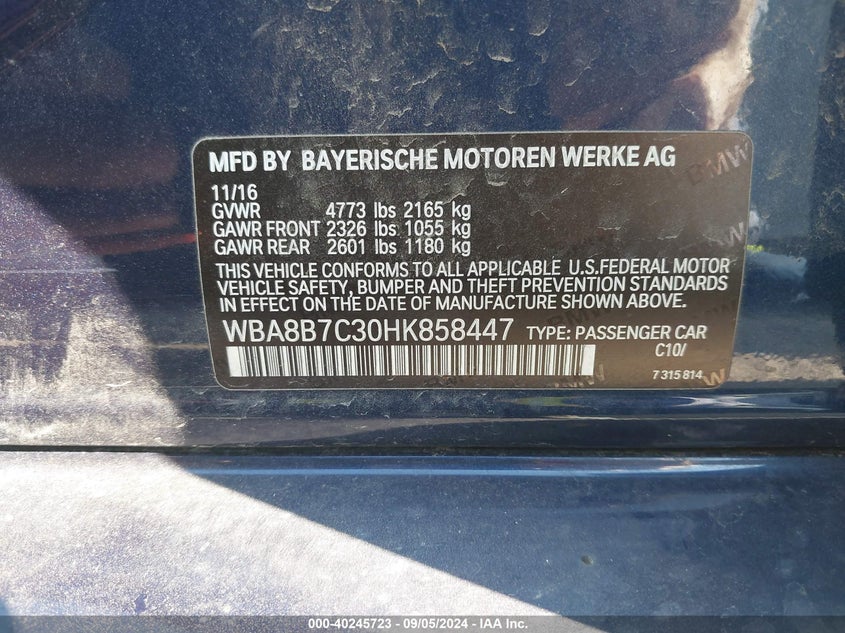 MFD BY BAYERISCHE MOTOREN WERKE AG
11/16
GVWR 4773 lbs 2165 kg
GAWR FRONT 2326 lbs 1055 kg
GAWR REAR 2601 lbs 1180 kg
THIS VEHICLE CONFORMS TO ALL APPLICABLE U.S.FEDERAL MOTOR
VEHICLE SAFETY, BUMPER AND THEFT PREVENTION STANDARDS
IN EFFECT ON THE DATE OF MANUFACTURE SHOWN ABOVE.
WBA8B7C30HK858447 TYPE: PASSENGER CAR
C10/
7 315 814
BMW
BMW
BMW
000-40245723 - 09/05/2024 - IAA Inc.